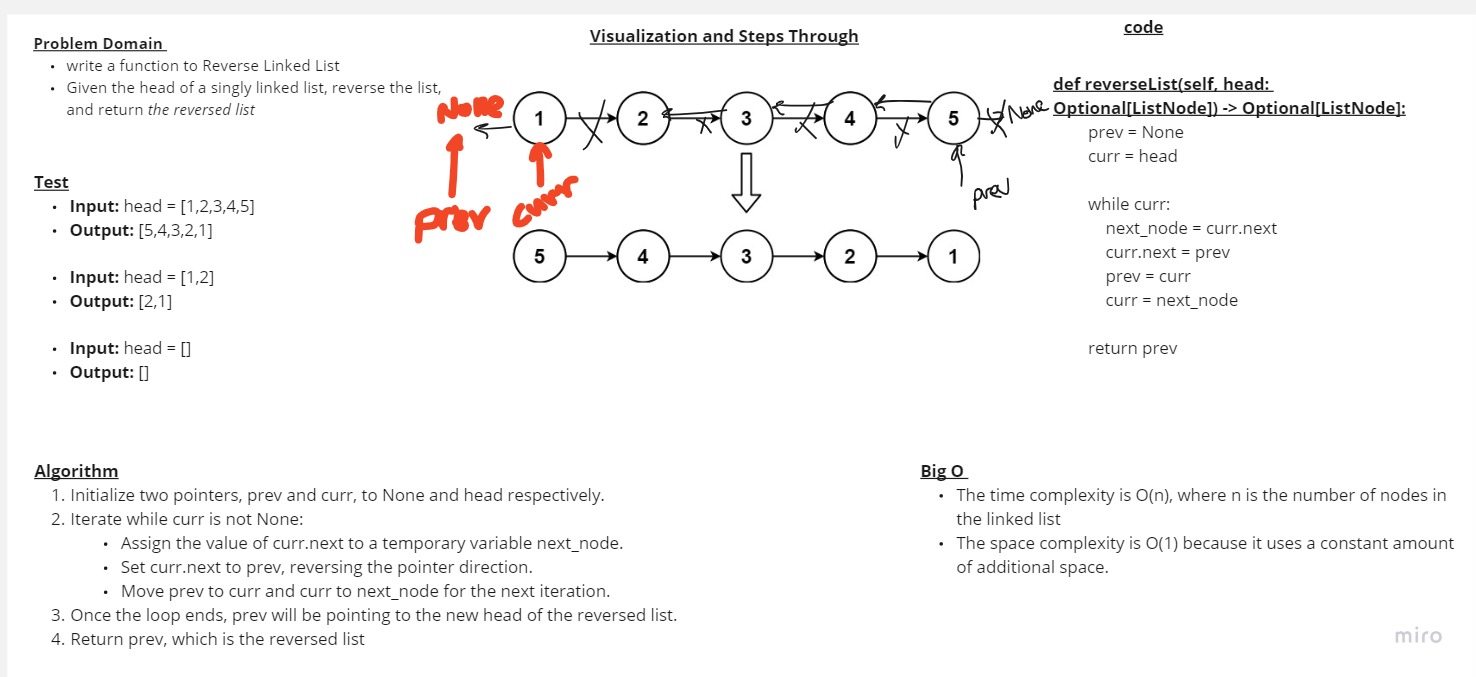 Problem Domain
• write a function to Reverse Linked List
• Given the head of a singly linked list, reverse the list,
and return the reversed list
Test
• Input: head = [1,2,3,4,5]
• Output: [5,4,3,2,1]
• Input: head = [1,2]
• Output: [2,1]
• Input: head = []
• Output: []
Visualization and Steps Through
None
1 2 3 4 5
None
prev
curr
prev
5 4 3 2 1
code
def reverseList(self, head:
Optional[ListNode]) -> Optional[ListNode]:
prev = None
curr = head
while curr:
next_node = curr.next
curr.next = prev
prev = curr
curr = next_node
return prev
Algorithm
1. Initialize two pointers, prev and curr, to None and head respectively.
2. Iterate while curr is not None:
• Assign the value of curr.next to a temporary variable next_node.
• Set curr.next to prev, reversing the pointer direction.
• Move prev to curr and curr to next_node for the next iteration.
3. Once the loop ends, prev will be pointing to the new head of the reversed list.
4. Return prev, which is the reversed list
Big O
• The time complexity is O(n), where n is the number of nodes in
the linked list
• The space complexity is O(1) because it uses a constant amount
of additional space.
miro